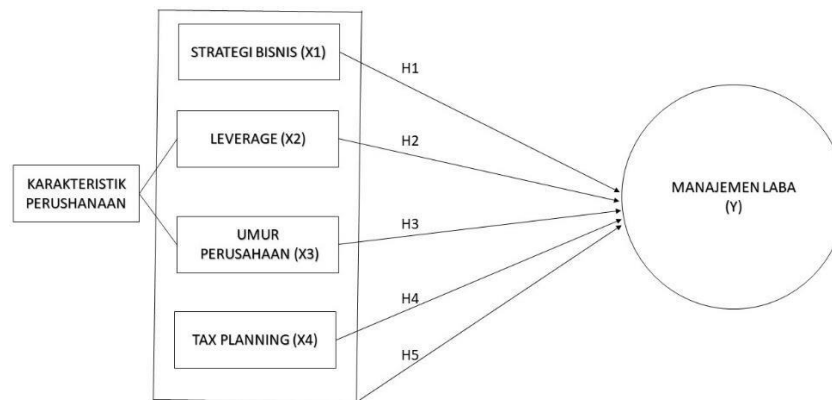 STRATEGI BISNIS (X1)
H1
LEVERAGE (X2)
H2
KARAKTERISTIK
PERUSHANAAN
MANAJEMEN LABA
(Y)
UMUR
PERUSAHAAN (X3)
H3
H4
TAX PLANNING (X4)
H5